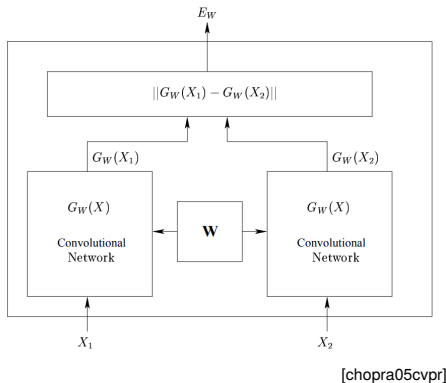 E_W
||G_W(X_1) − G_W(X_2)||
G_W(X_1)
G_W(X_2)
G_W(X)
Convolutional
Network
W
G_W(X)
Convolutional
Network
X_1
X_2
[chopra05cvpr]